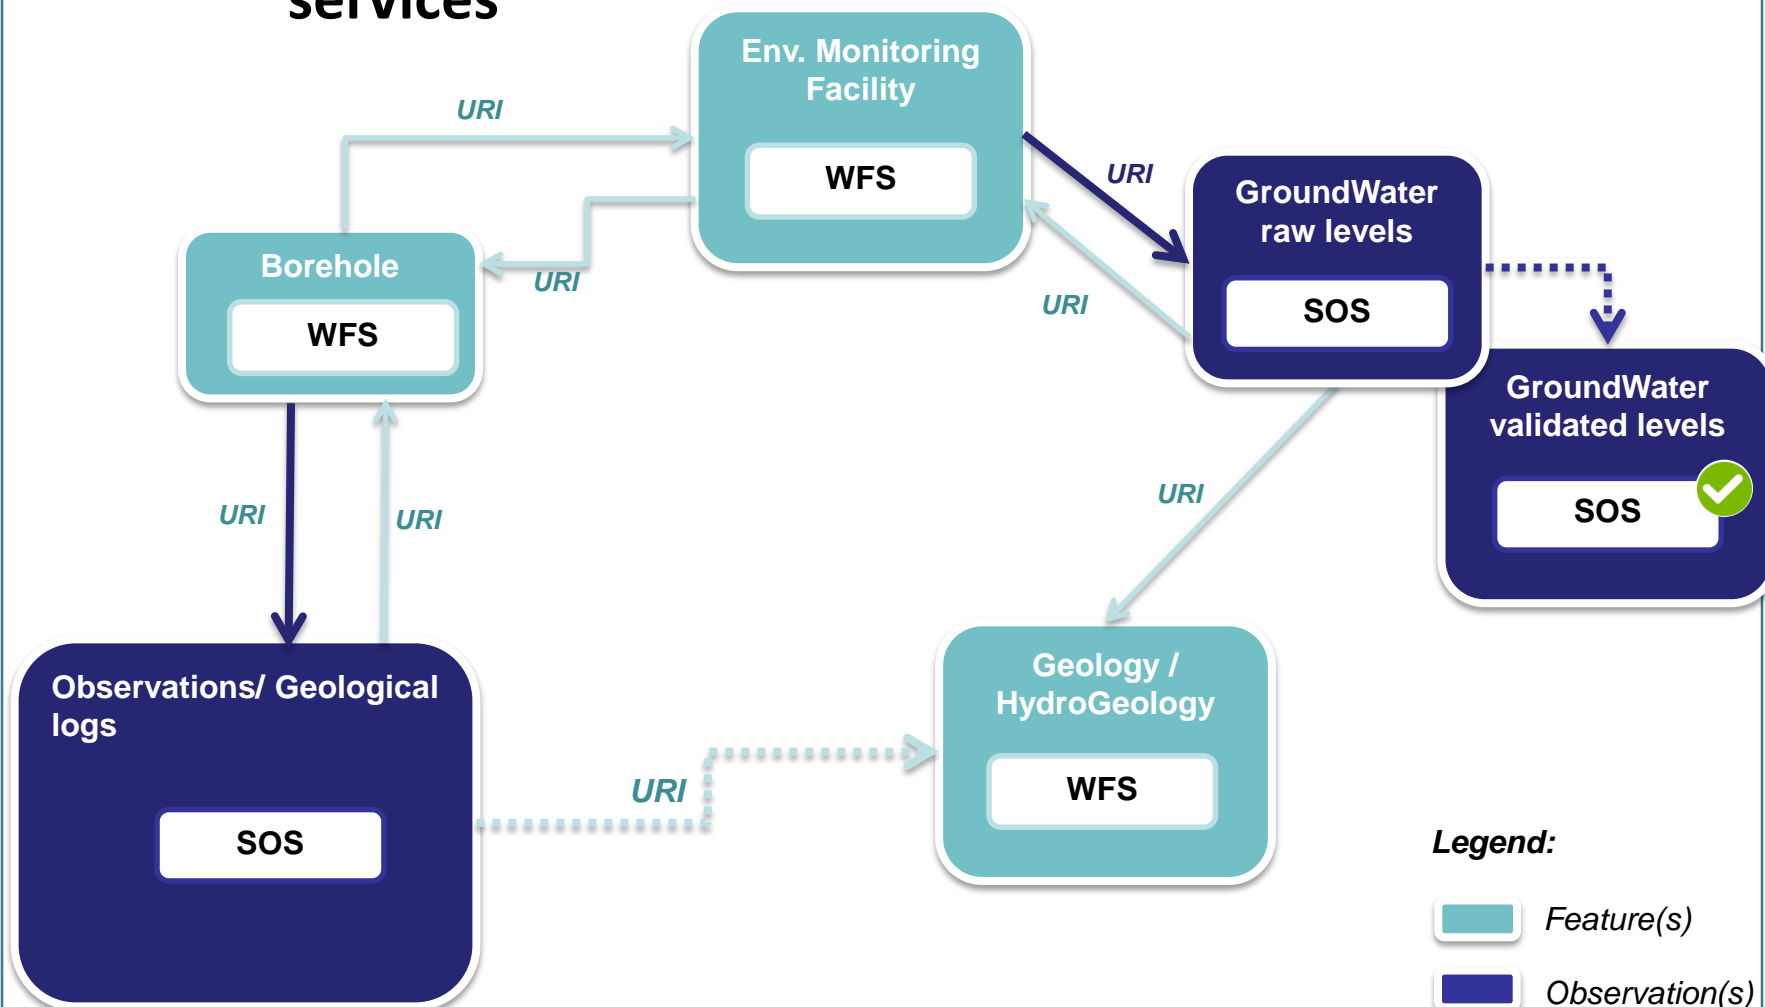 services
Env. Monitoring
Facility
WFS
URI
URI
GroundWater
raw levels
SOS
Borehole
WFS
URI
URI
GroundWater
validated levels
SOS
URI
URI
URI
Observations/ Geological
logs
SOS
Geology /
HydroGeology
WFS
URI
Legend:
Feature(s)
Observation(s)